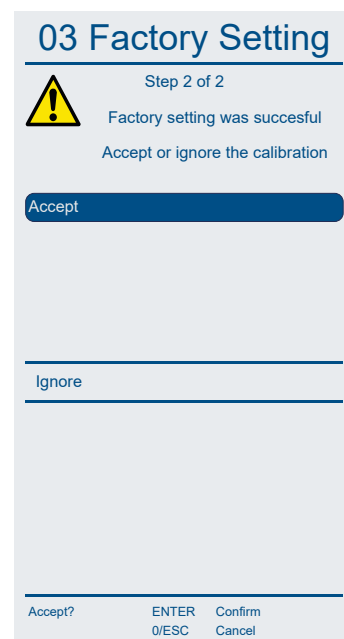 03 Factory Setting
Step 2 of 2
Factory setting was succesful
Accept or ignore the calibration
Accept
Ignore
Accept? ENTER Confirm
0/ESC Cancel